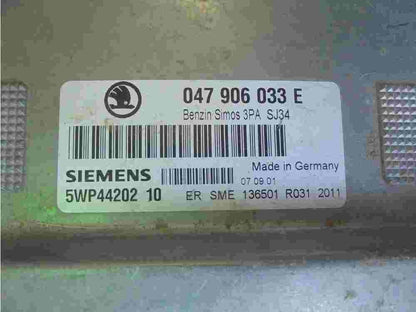 047 906 033 E
Benzin Simos 3PA SJ34
Made in Germany
SIEMENS
07 09 01
5WP44202 10 ER SME 136501 R031 2011